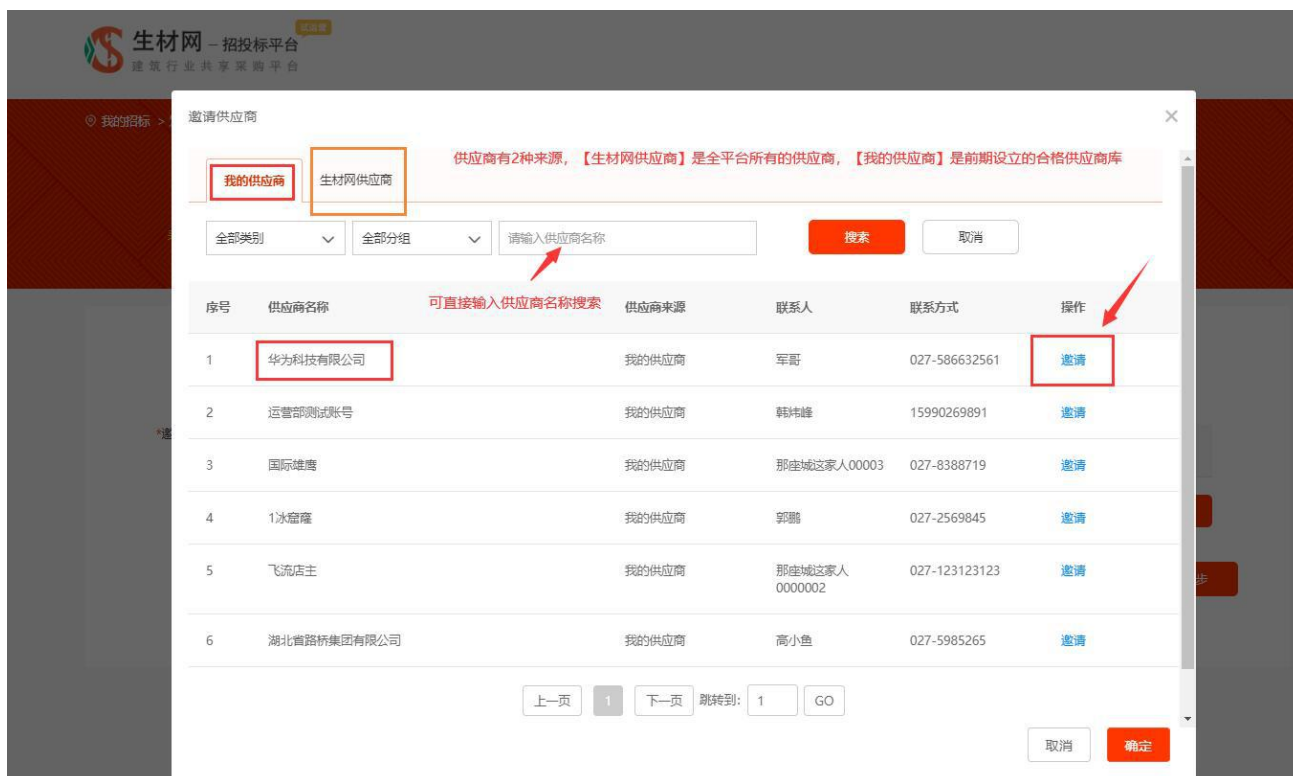 试运营
生材网 – 招投标平台
建筑行业共享采购平台
我的招标 >
邀请供应商
供应商有2种来源，【生材网供应商】是全平台所有的供应商，【我的供应商】是前期设立的合格供应商库
我的供应商 生材网供应商
全部类别 全部分组 请输入供应商名称 搜索 取消
可直接输入供应商名称搜索
序号 供应商名称 供应商来源 联系人 联系方式 操作
1 华为科技有限公司 我的供应商 军哥 027-586632561 邀请
2 运营部测试账号 我的供应商 韩炜峰 15990269891 邀请
*邀
3 国际雄鹰 我的供应商 那座城这家人00003 027-8388719 邀请
4 1冰窟窿 我的供应商 郭鹏 027-2569845 邀请
5 飞流店主 我的供应商 那座城这家人 027-123123123 邀请
0000002
步
6 湖北省路桥集团有限公司 我的供应商 高小鱼 027-5985265 邀请
上一页 1 下一页 跳转到: 1 GO
取消 确定